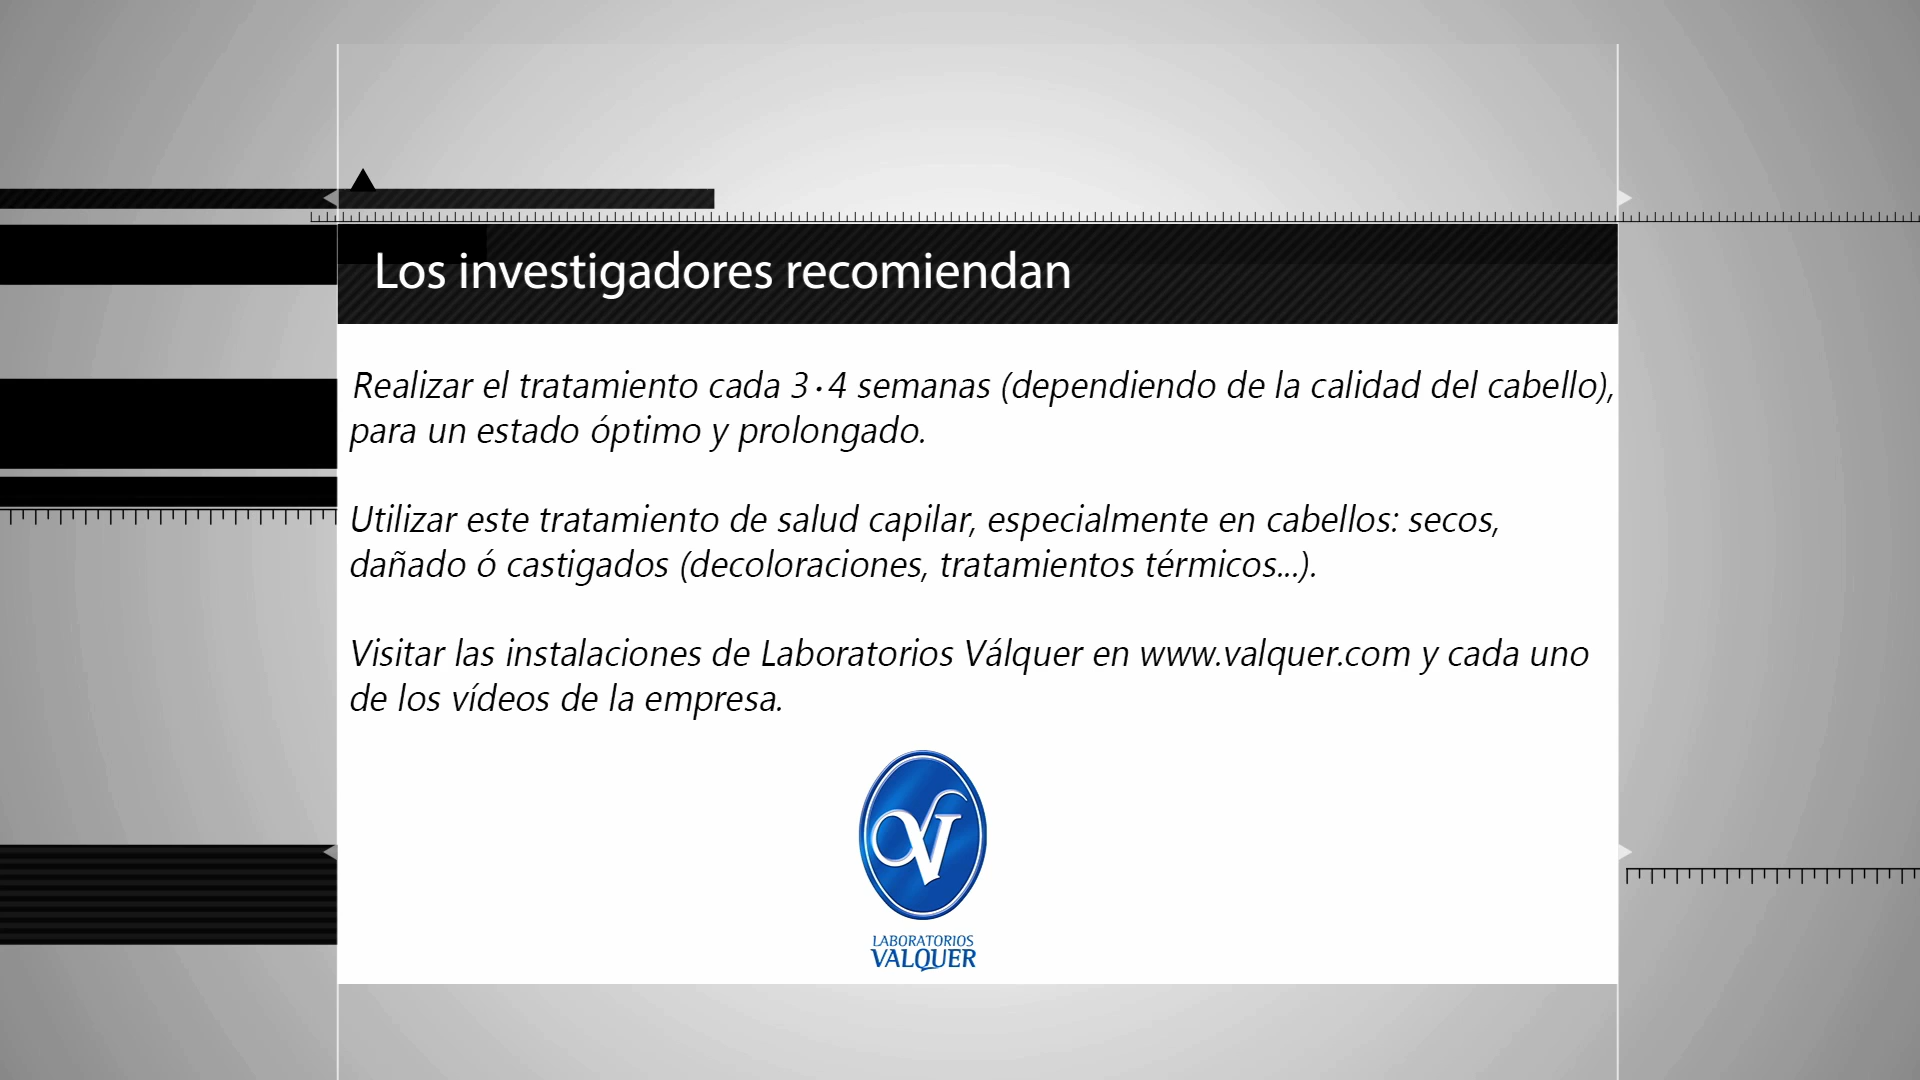 Los investigadores recomiendan
Realizar el tratamiento cada 3·4 semanas (dependiendo de la calidad del cabello),
para un estado óptimo y prolongado.
Utilizar este tratamiento de salud capilar, especialmente en cabellos: secos,
dañado ó castigados (decoloraciones, tratamientos térmicos...).
Visitar las instalaciones de Laboratorios Válquer en www.valquer.com y cada uno
de los vídeos de la empresa.
V
LABORATORIOS
VALQUER